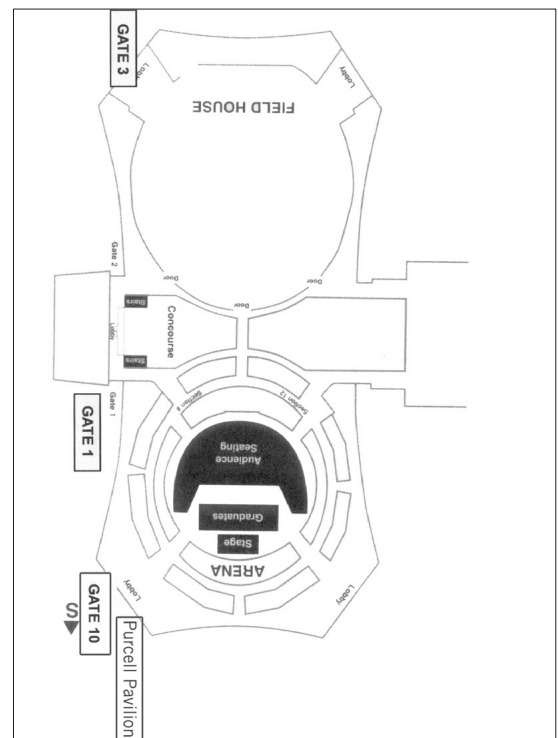 GATE 3
Lobby
Lobby
FIELD HOUSE
Gate 2
Door
Door
Door
Stairs
Lobby
Concourse
Stairs
Gate 1
GATE 1
Section 8
Section 12
Audience
Seating
Graduates
Stage
ARENA
Lobby
Lobby
GATE 10
S
Purcell Pavilion